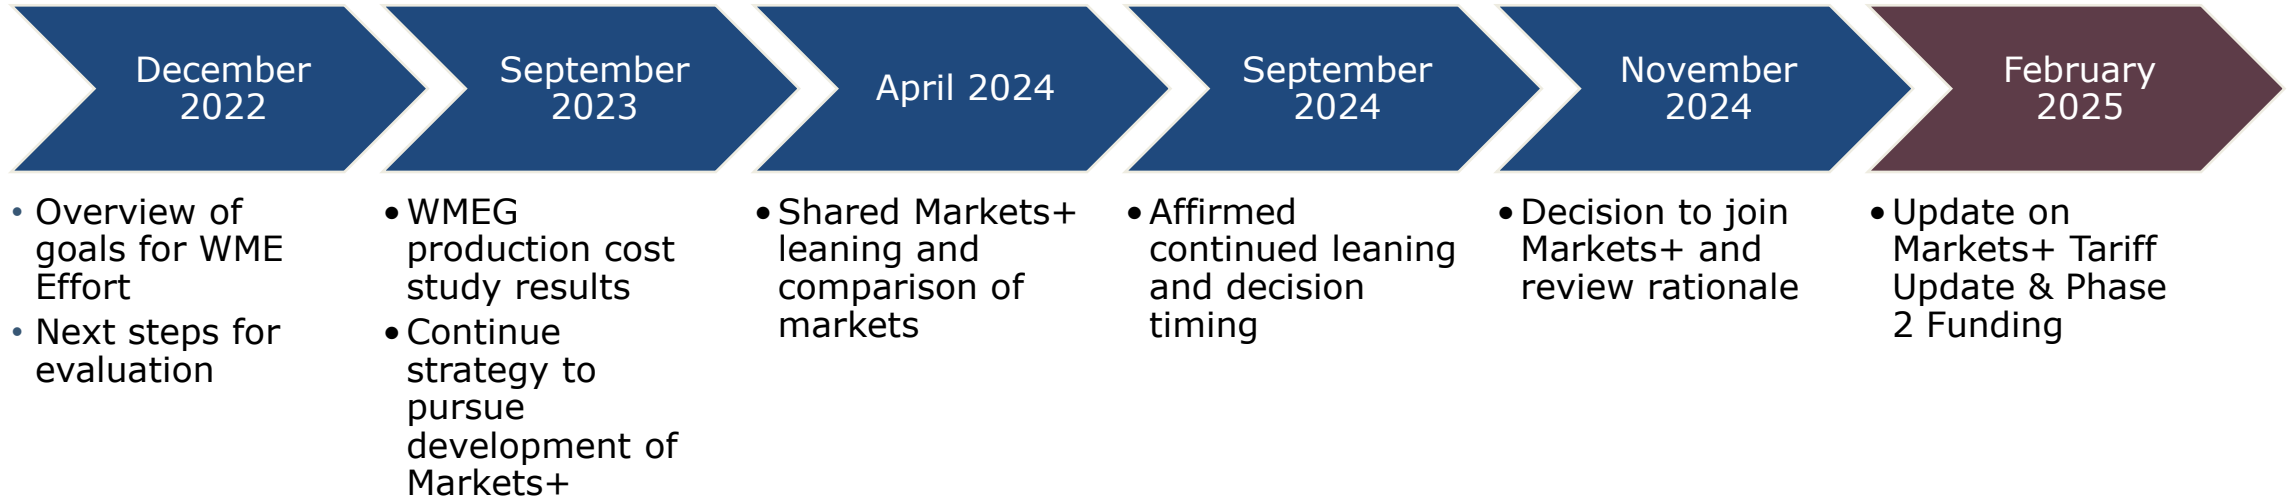 December
2022
• Overview of
goals for WME
Effort
• Next steps for
evaluation
September
2023
• WMEG
production cost
study results
• Continue
strategy to
pursue
development of
Markets+
April 2024
• Shared Markets+
leaning and
comparison of
markets
September
2024
• Affirmed
continued leaning
and decision
timing
November
2024
• Decision to join
Markets+ and
review rationale
February
2025
• Update on
Markets+ Tariff
Update & Phase
2 Funding